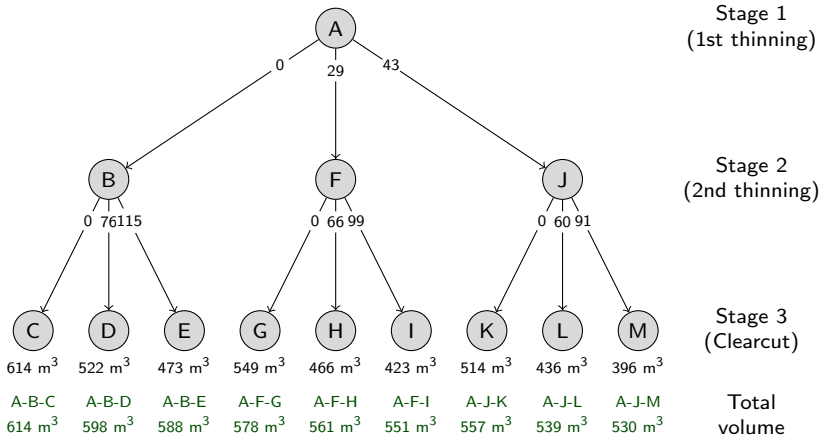 A
Stage 1
(1st thinning)
0
29
43
B
F
J
Stage 2
(2nd thinning)
0 76 115
0 66 99
0 60 91
C
D
E
G
H
I
K
L
M
Stage 3
(Clearcut)
614 m³
522 m³
473 m³
549 m³
466 m³
423 m³
514 m³
436 m³
396 m³
A-B-C
A-B-D
A-B-E
A-F-G
A-F-H
A-F-I
A-J-K
A-J-L
A-J-M
Total
614 m³
598 m³
588 m³
578 m³
561 m³
551 m³
557 m³
539 m³
530 m³
volume